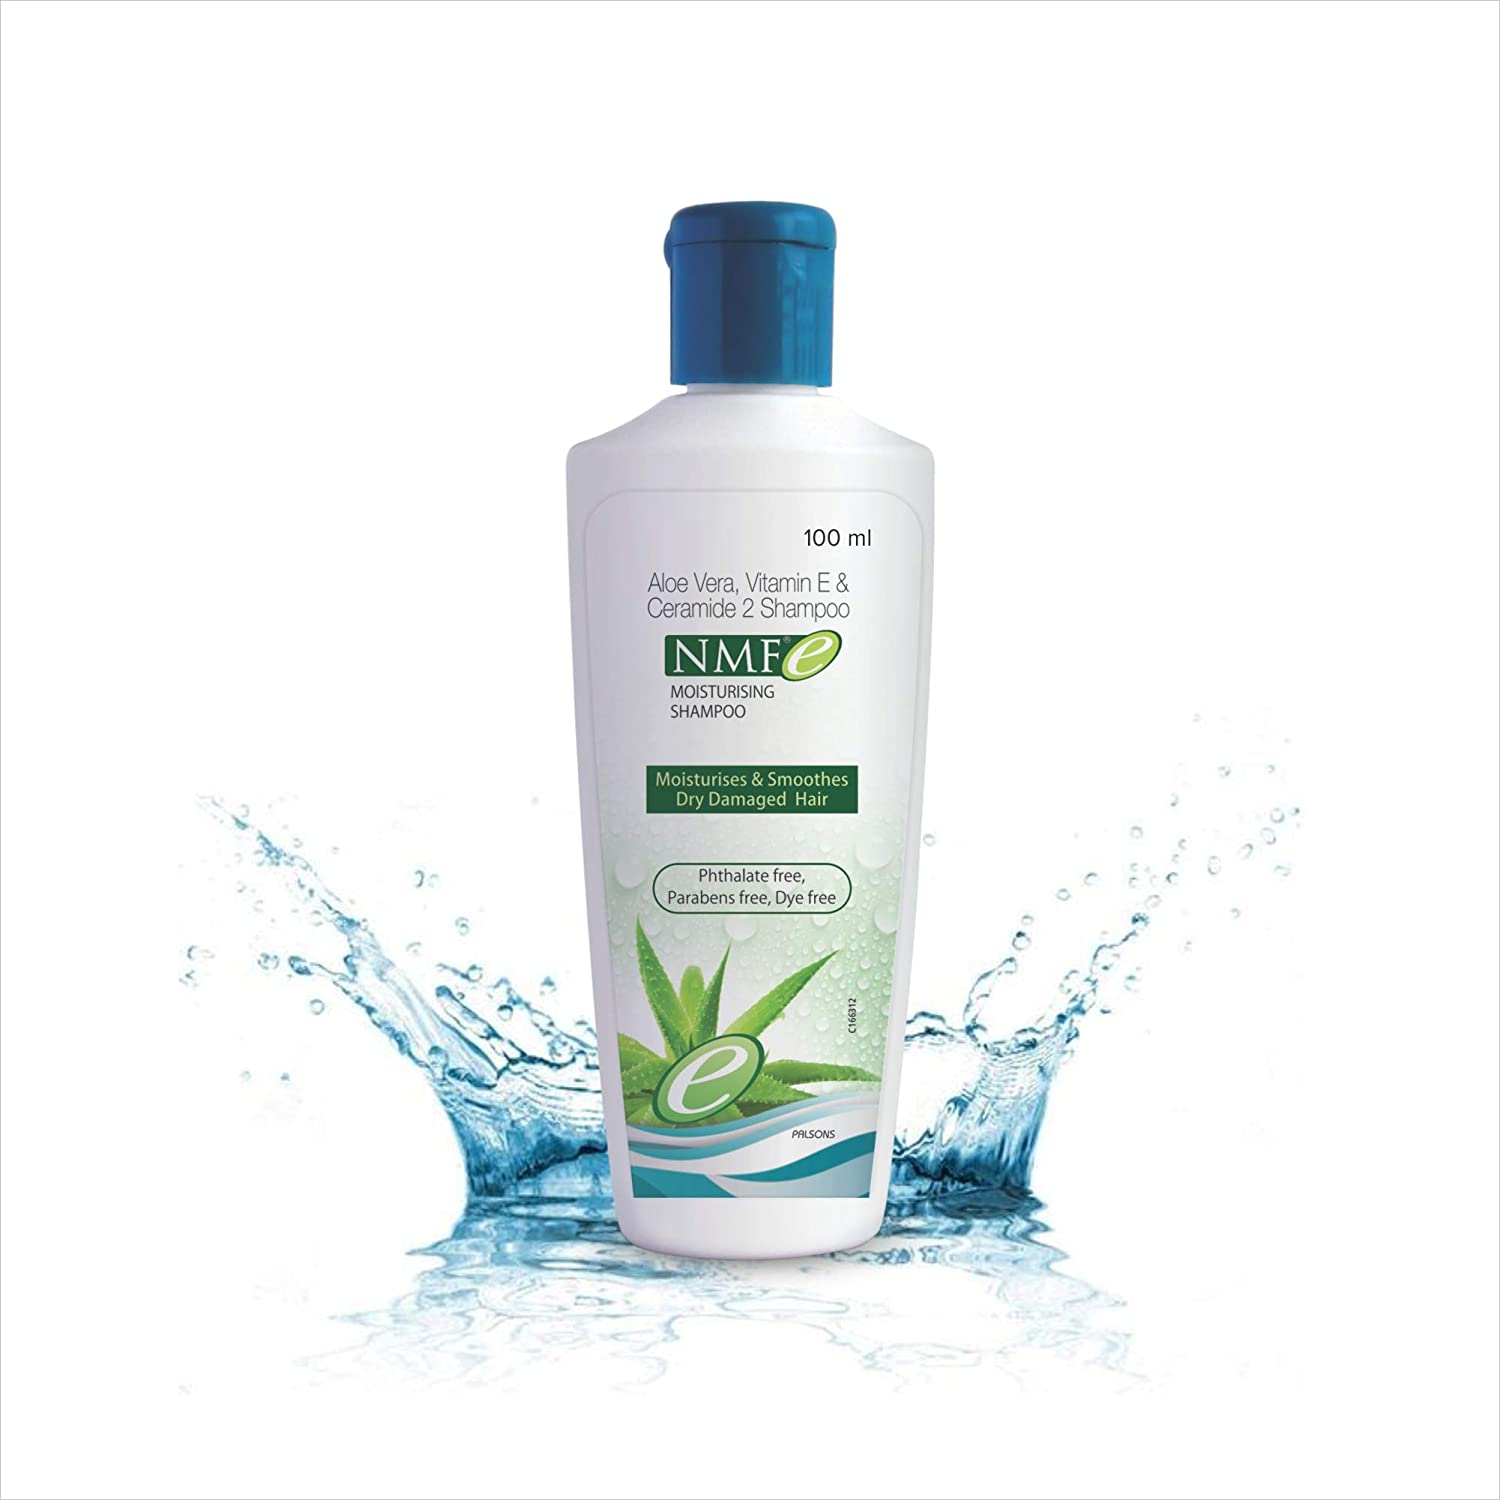 100 ml
Aloe Vera, Vitamin E &
Ceramide 2 Shampoo
NMF® e
MOISTURISING
SHAMPOO
Moisturises & Smoothes
Dry Damaged Hair
Phthalate free,
Parabens free, Dye free
C166312
e
PALSONS